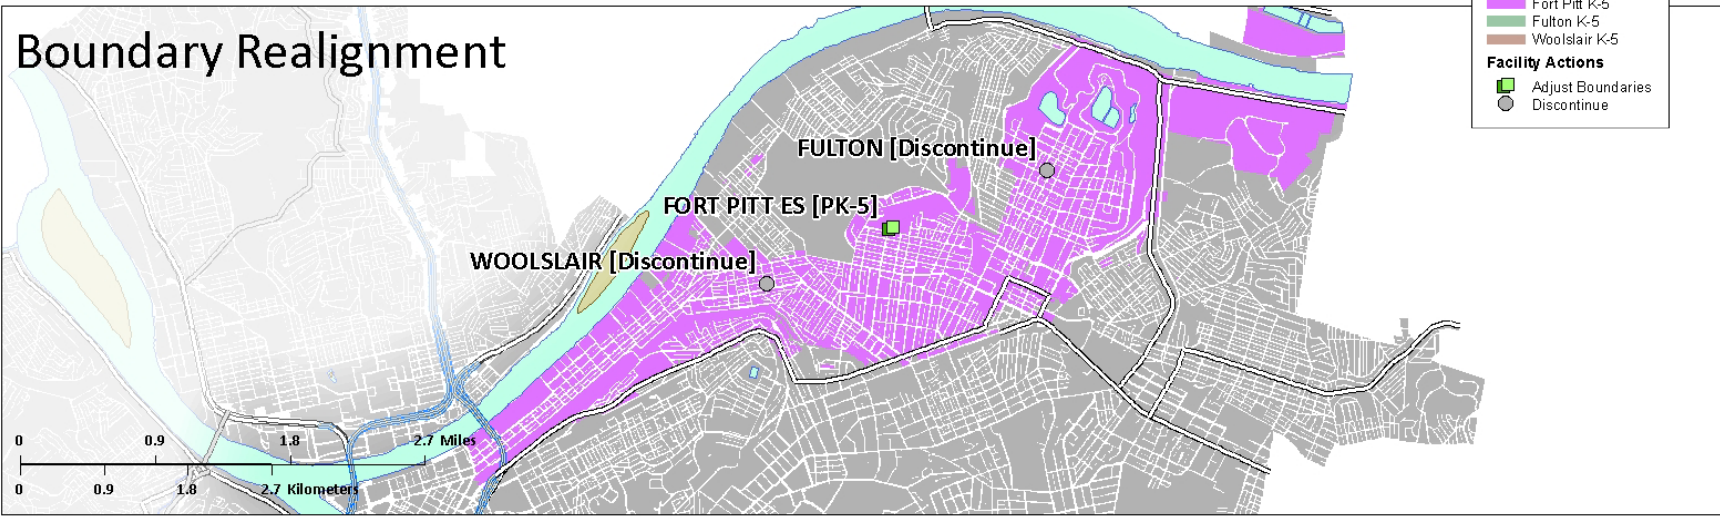 Boundary Realignment
Fort Pitt K-5
Fulton K-5
Woolslair K-5
Facility Actions
Adjust Boundaries
Discontinue
FULTON [Discontinue]
FORT PITT ES [PK-5]
WOOLSLAIR [Discontinue]
0 0.9 1.8 2.7 Miles
0 0.9 1.8 2.7 Kilometers